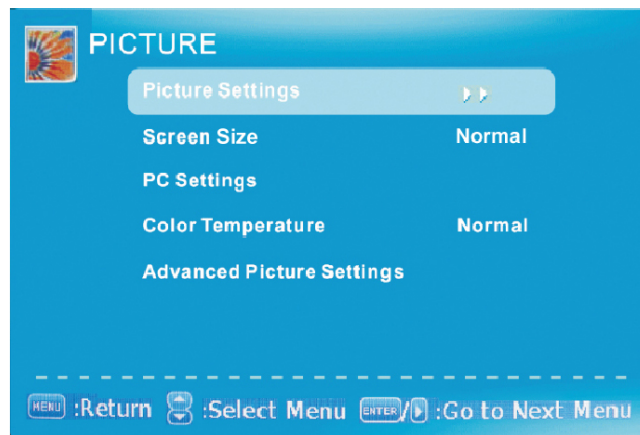 PICTURE
Picture Settings
Screen Size Normal
PC Settings
Color Temperature Normal
Advanced Picture Settings
MENU :Return :Select Menu ENTER/ :Go to Next Menu